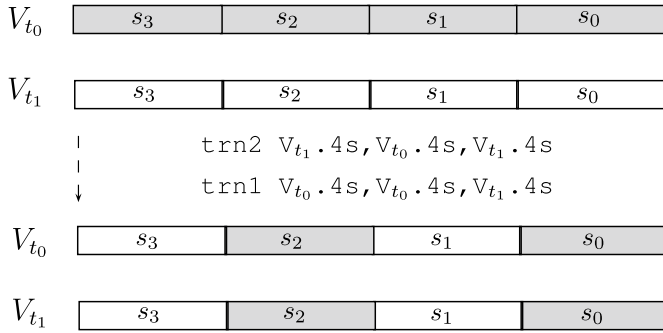 V_{t_0} s_3 s_2 s_1 s_0
V_{t_1} s_3 s_2 s_1 s_0
trn2 V_{t_1}.4s,V_{t_0}.4s,V_{t_1}.4s
trn1 V_{t_0}.4s,V_{t_0}.4s,V_{t_1}.4s
V_{t_0} s_3 s_2 s_1 s_0
V_{t_1} s_3 s_2 s_1 s_0